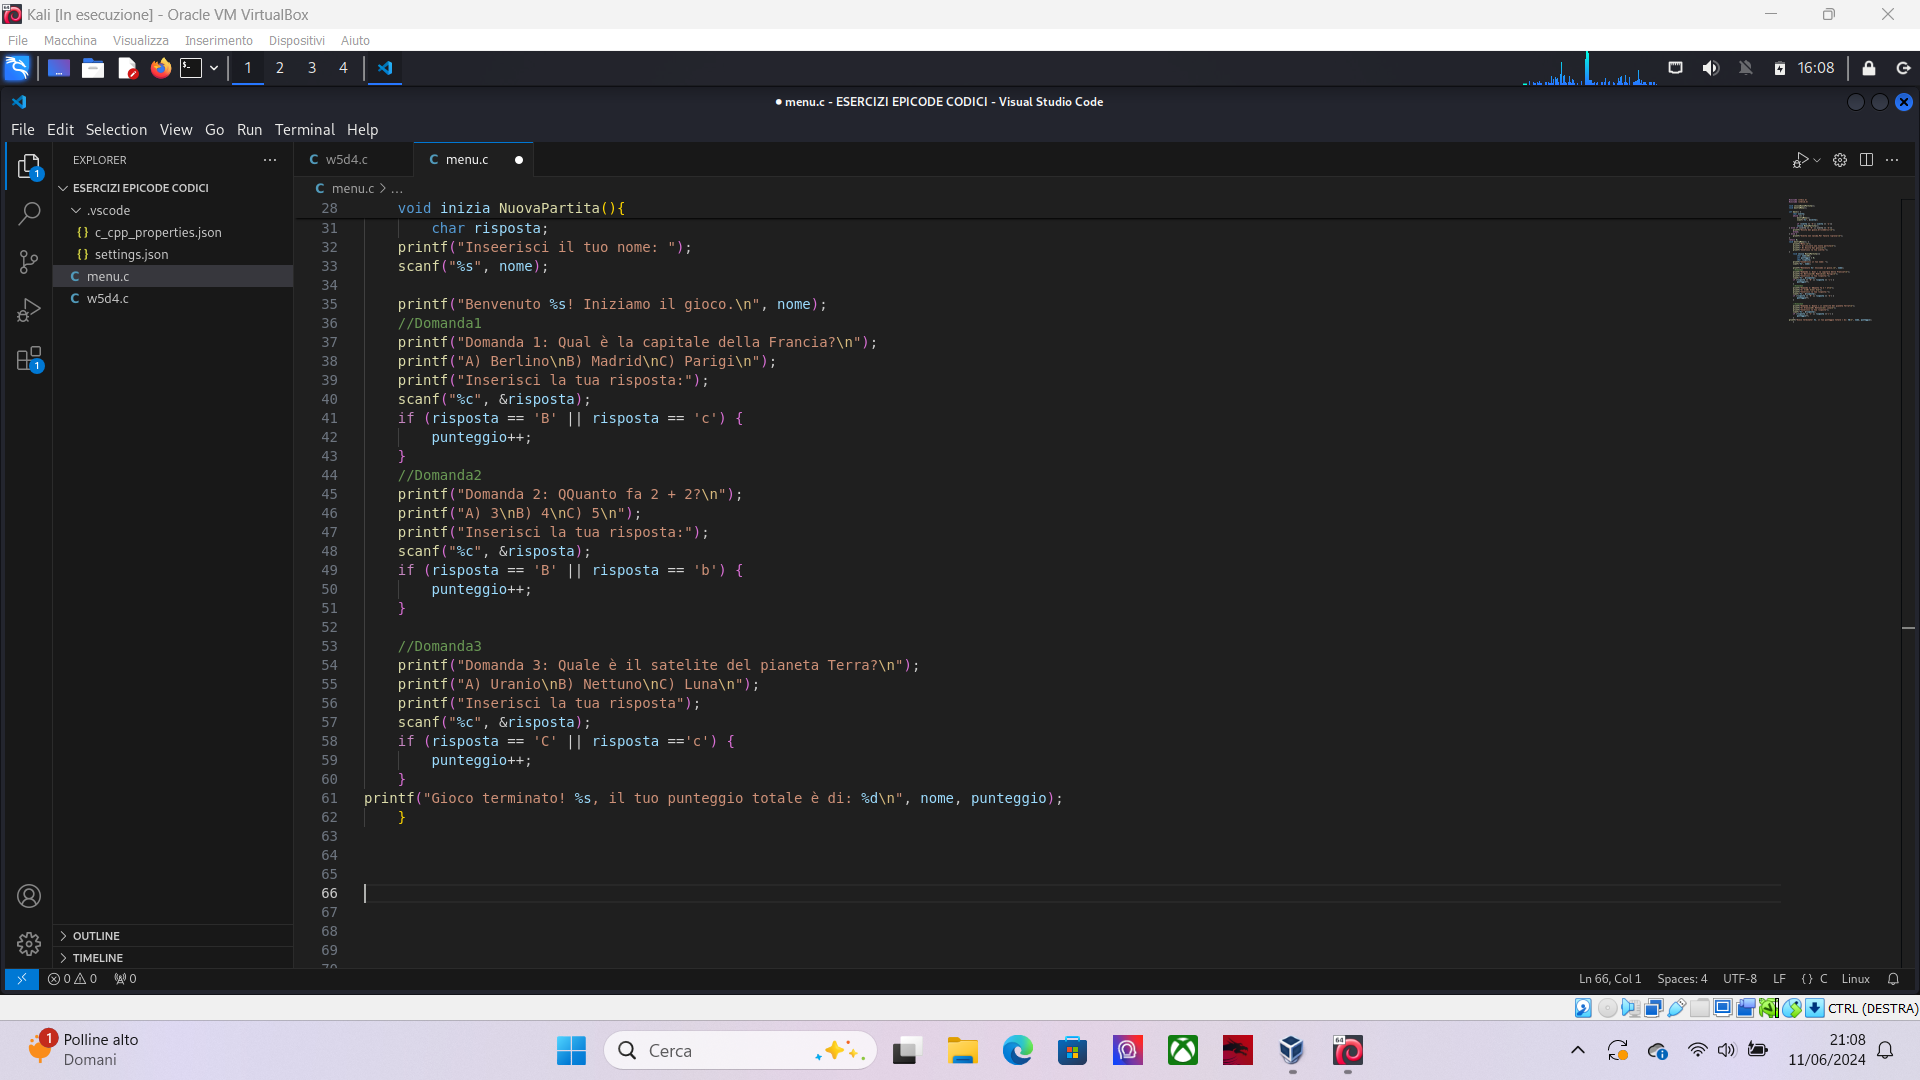 Kali [In esecuzione] - Oracle VM VirtualBox
File Macchina Visualizza Inserimento Dispositivi Aiuto
1 2 3 4
16:08
menu.c - ESERCIZI EPICODE CODICI - Visual Studio Code
File Edit Selection View Go Run Terminal Help
EXPLORER
w5d4.c
menu.c
ESERCIZI EPICODE CODICI
.vscode
c_cpp_properties.json
settings.json
menu.c
w5d4.c
OUTLINE
TIMELINE
menu.c > ...
28 void inizia NuovaPartita(){
31 char risposta;
32 printf("Inseerisci il tuo nome: ");
33 scanf("%s", nome);
34
35 printf("Benvenuto %s! Iniziamo il gioco.\n", nome);
36 //Domanda1
37 printf("Domanda 1: Qual è la capitale della Francia?\n");
38 printf("A) Berlino\nB) Madrid\nC) Parigi\n");
39 printf("Inserisci la tua risposta:");
40 scanf("%c", &risposta);
41 if (risposta == 'B' || risposta == 'c') {
42 punteggio++;
43 }
44 //Domanda2
45 printf("Domanda 2: QQuanto fa 2 + 2?\n");
46 printf("A) 3\nB) 4\nC) 5\n");
47 printf("Inserisci la tua risposta:");
48 scanf("%c", &risposta);
49 if (risposta == 'B' || risposta == 'b') {
50 punteggio++;
51 }
52
53 //Domanda3
54 printf("Domanda 3: Quale è il satelite del pianeta Terra?\n");
55 printf("A) Uranio\nB) Nettuno\nC) Luna\n");
56 printf("Inserisci la tua risposta");
57 scanf("%c", &risposta);
58 if (risposta == 'C' || risposta =='c') {
59 punteggio++;
60 }
61 printf("Gioco terminato! %s, il tuo punteggio totale è di: %d\n", nome, punteggio);
62 }
63
64
65
66
67
68
69
0 0 0
Ln 66, Col 1 Spaces: 4 UTF-8 LF {} C Linux
CTRL (DESTRA)
1
Polline alto
Domani
Cerca
21:08
11/06/2024